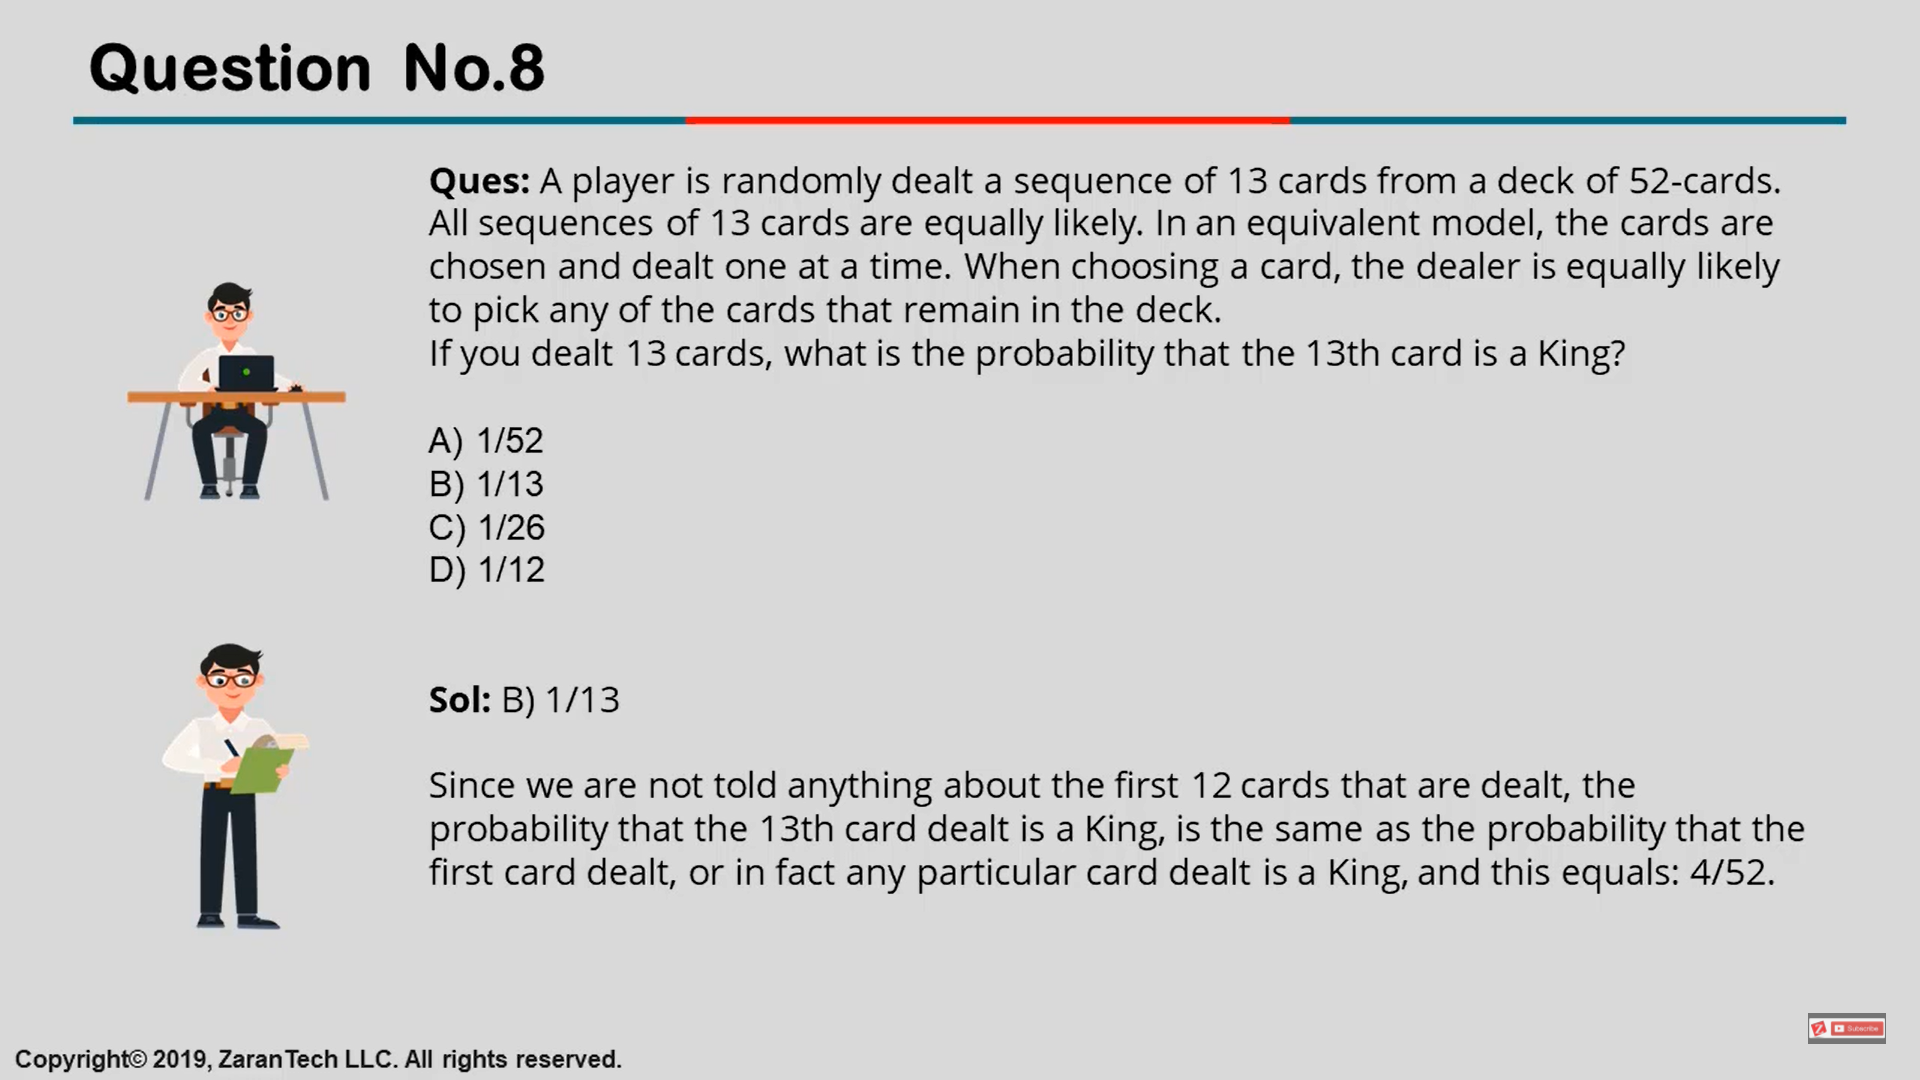 Question No.8
Ques: A player is randomly dealt a sequence of 13 cards from a deck of 52-cards.
All sequences of 13 cards are equally likely. In an equivalent model, the cards are
chosen and dealt one at a time. When choosing a card, the dealer is equally likely
to pick any of the cards that remain in the deck.
If you dealt 13 cards, what is the probability that the 13th card is a King?
A) 1/52
B) 1/13
C) 1/26
D) 1/12
Sol: B) 1/13
Since we are not told anything about the first 12 cards that are dealt, the
probability that the 13th card dealt is a King, is the same as the probability that the
first card dealt, or in fact any particular card dealt is a King, and this equals: 4/52.
Subscribe
Copyright© 2019, ZaranTech LLC. All rights reserved.